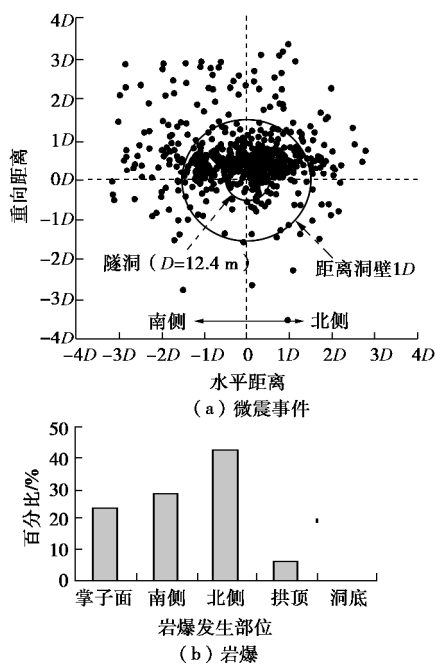 4D
3D
2D
1D
0D
-1D
-2D
-3D
-4D
重向距离
隧洞(D=12.4 m)
距离洞壁1D
南侧
北侧
-4D -3D -2D -1D 0 1D 2D 3D 4D
水平距离
(a) 微震事件
50
40
30
20
10
0
百分比/%
掌子面 南侧 北侧 拱顶 洞底
岩爆发生部位
(b) 岩爆